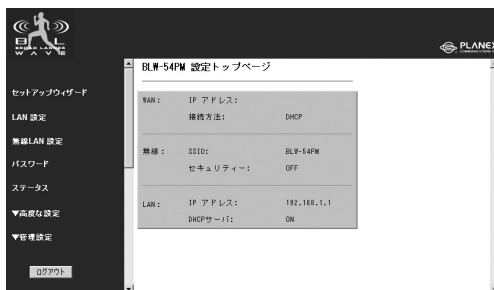 BROAD LANNER
WAVE
PLANEX
BLW-54PM 設定トップページ
セットアップウィザード
LAN 設定
無線LAN 設定
パスワード
ステータス
▼高度な設定
▼管理設定
ログアウト
WAN: IP アドレス:
接続方法: DHCP
無線: SSID: BLW-54PM
セキュリティー: OFF
LAN: IP アドレス: 192.168.1.1
DHCPサーバ: ON